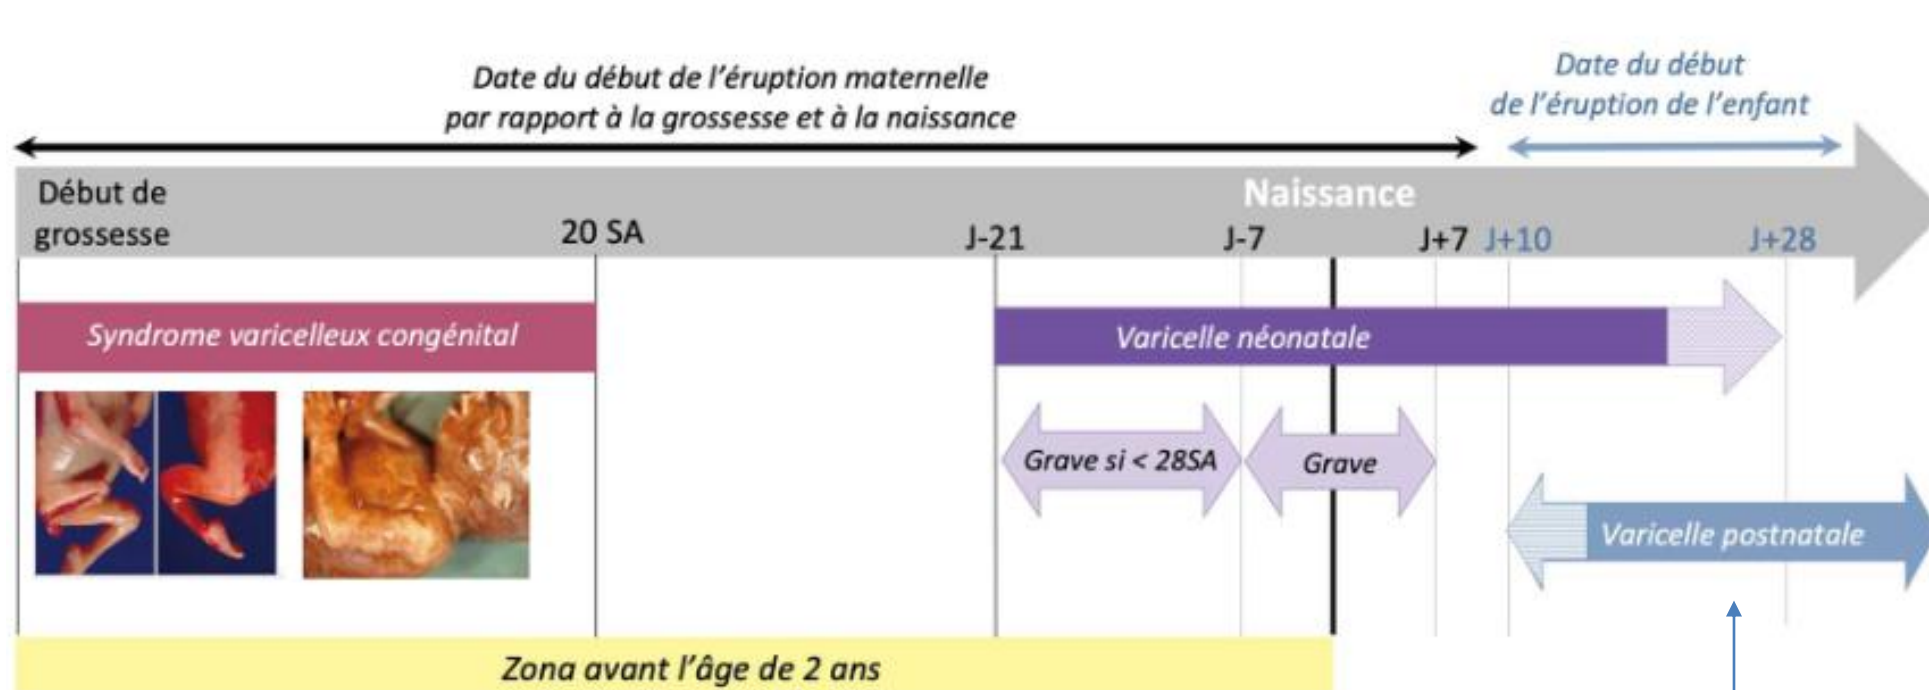 Date du début de l'éruption maternelle
par rapport à la grossesse et à la naissance
Date du début
de l'éruption de l'enfant
Début de
grossesse
20 SA
J-21
J-7
Naissance
J+7
J+10
J+28
Syndrome varicelleux congénital
Varicelle néonatale
Grave si < 28SA
Grave
Varicelle postnatale
Zona avant l'âge de 2 ans